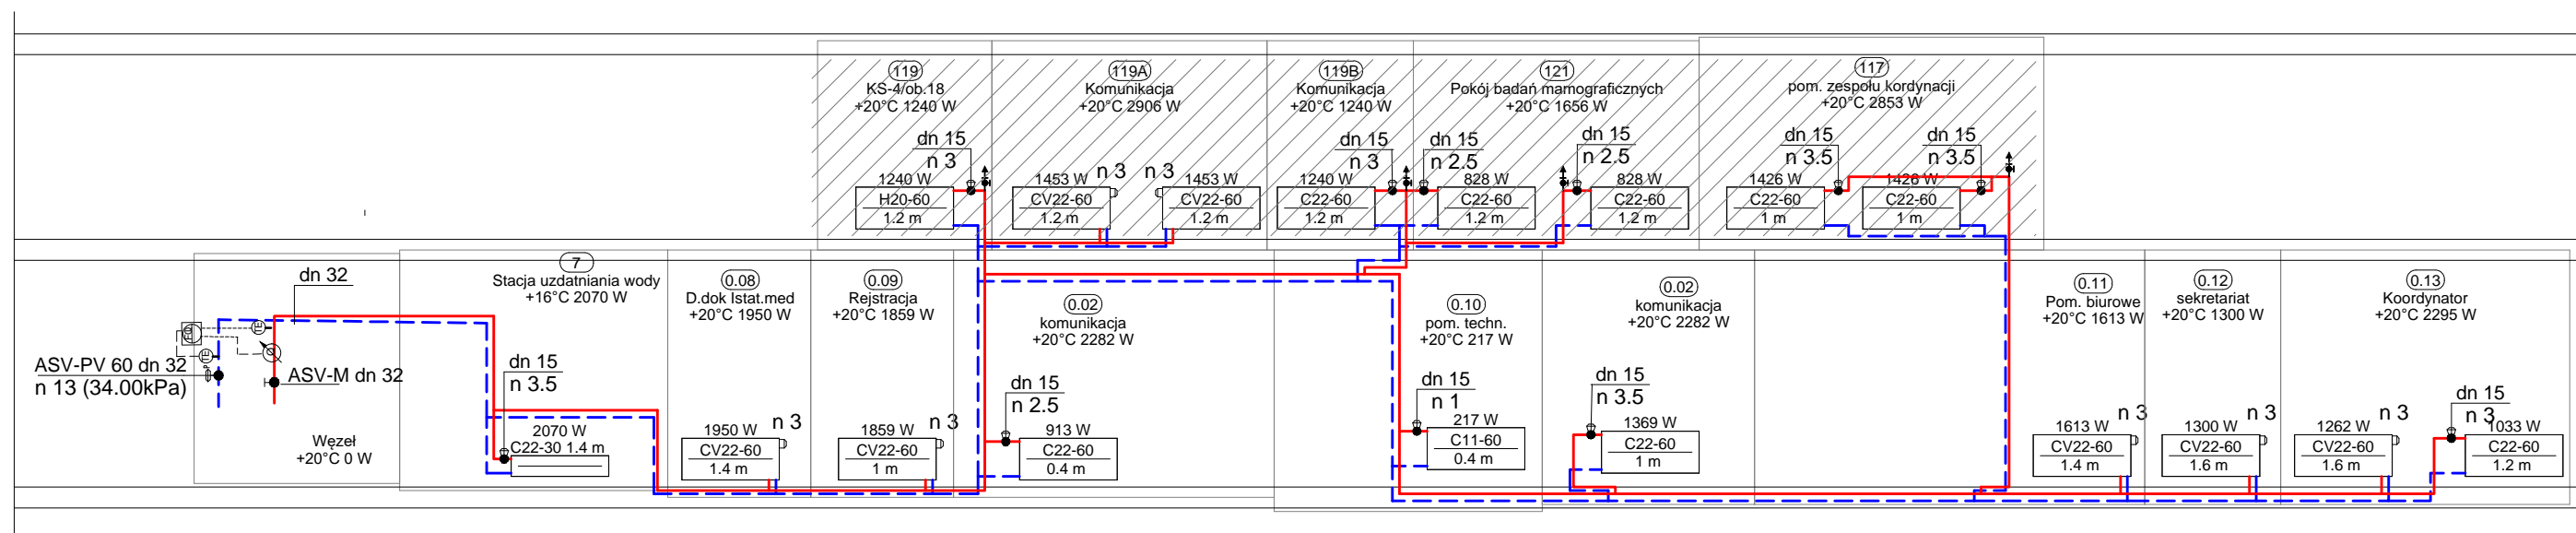 119
KS-4/ob.18
+20°C 1240 W
119A
Komunikacja
+20°C 2906 W
119B
Komunikacja
+20°C 1240 W
121
Pokój badań mamograficznych
+20°C 1656 W
117
pom. zespołu kordynacji
+20°C 2853 W
dn 15
n 3
1240 W
H20-60
1.2 m
1453 W
n 3
CV22-60
1.2 m
n 3
1453 W
CV22-60
1.2 m
dn 15
n 3
1240 W
C22-60
1.2 m
dn 15
n 2.5
828 W
C22-60
1.2 m
dn 15
n 2.5
828 W
C22-60
1.2 m
dn 15
n 3.5
1426 W
C22-60
1 m
dn 15
n 3.5
1426 W
C22-60
1 m
dn 32
TE
TE
ASV-PV 60 dn 32
n 13 (34.00kPa)
ASV-M dn 32
Węzeł
+20°C 0 W
7
Stacja uzdatniania wody
+16°C 2070 W
dn 15
n 3.5
2070 W
C22-30 1.4 m
0.08
D.dok Istat.med
+20°C 1950 W
1950 W
n 3
CV22-60
1.4 m
0.09
Rejstracja
+20°C 1859 W
1859 W
n 3
CV22-60
1 m
0.02
komunikacja
+20°C 2282 W
dn 15
n 2.5
913 W
C22-60
0.4 m
0.10
pom. techn.
+20°C 217 W
dn 15
n 1
217 W
C11-60
0.4 m
0.02
komunikacja
+20°C 2282 W
dn 15
n 3.5
1369 W
C22-60
1 m
0.11
Pom. biurowe
+20°C 1613 W
n 3
1613 W
CV22-60
1.4 m
0.12
sekretariat
+20°C 1300 W
n 3
1300 W
CV22-60
1.6 m
0.13
Koordynator
+20°C 2295 W
n 3
1262 W
CV22-60
1.6 m
dn 15
n 3
1033 W
C22-60
1.2 m